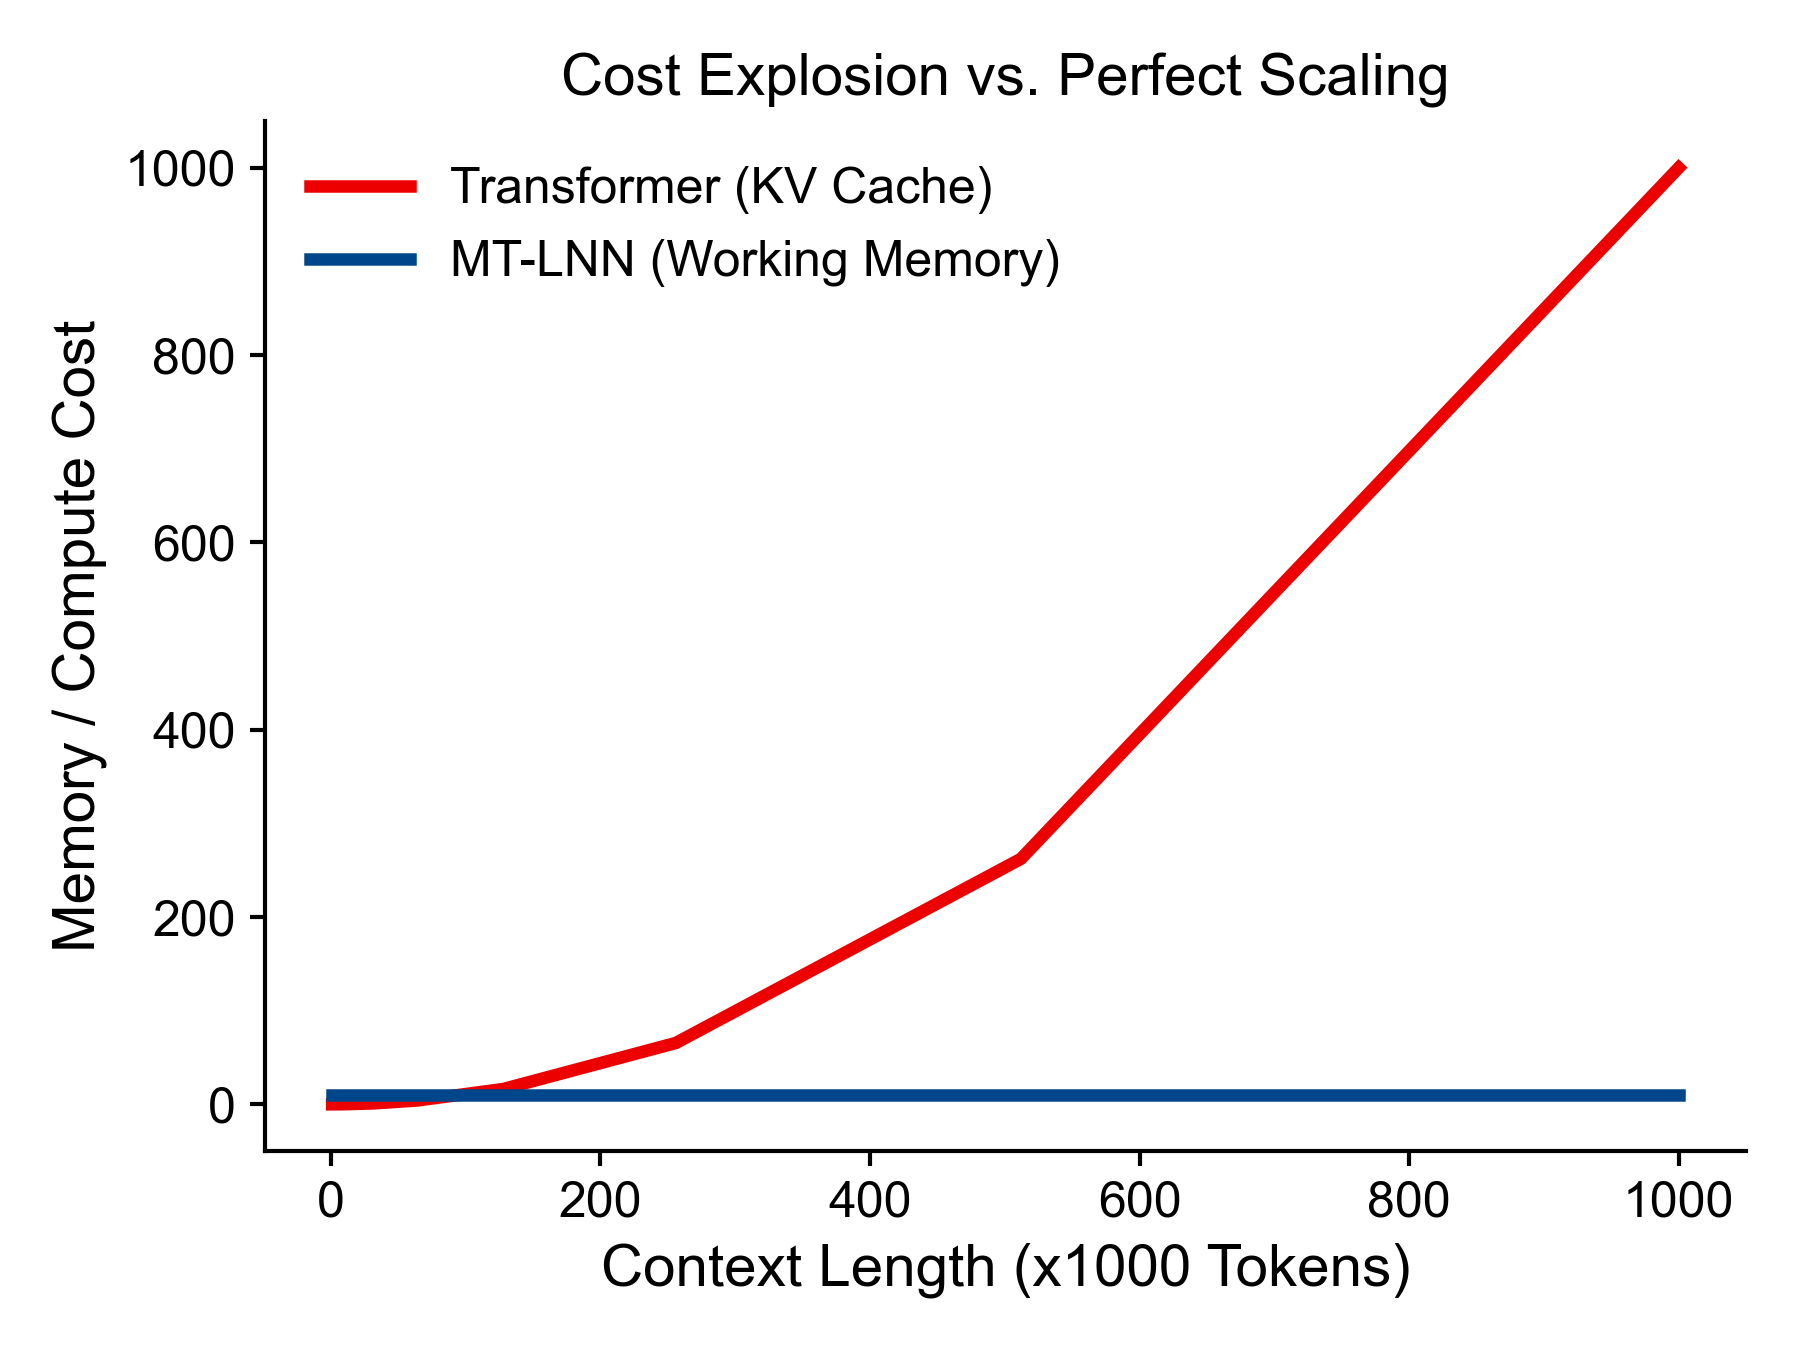 Cost Explosion vs. Perfect Scaling
Transformer (KV Cache)
MT-LNN (Working Memory)
Memory / Compute Cost
1000
800
600
400
200
0
0 200 400 600 800 1000
Context Length (x1000 Tokens)